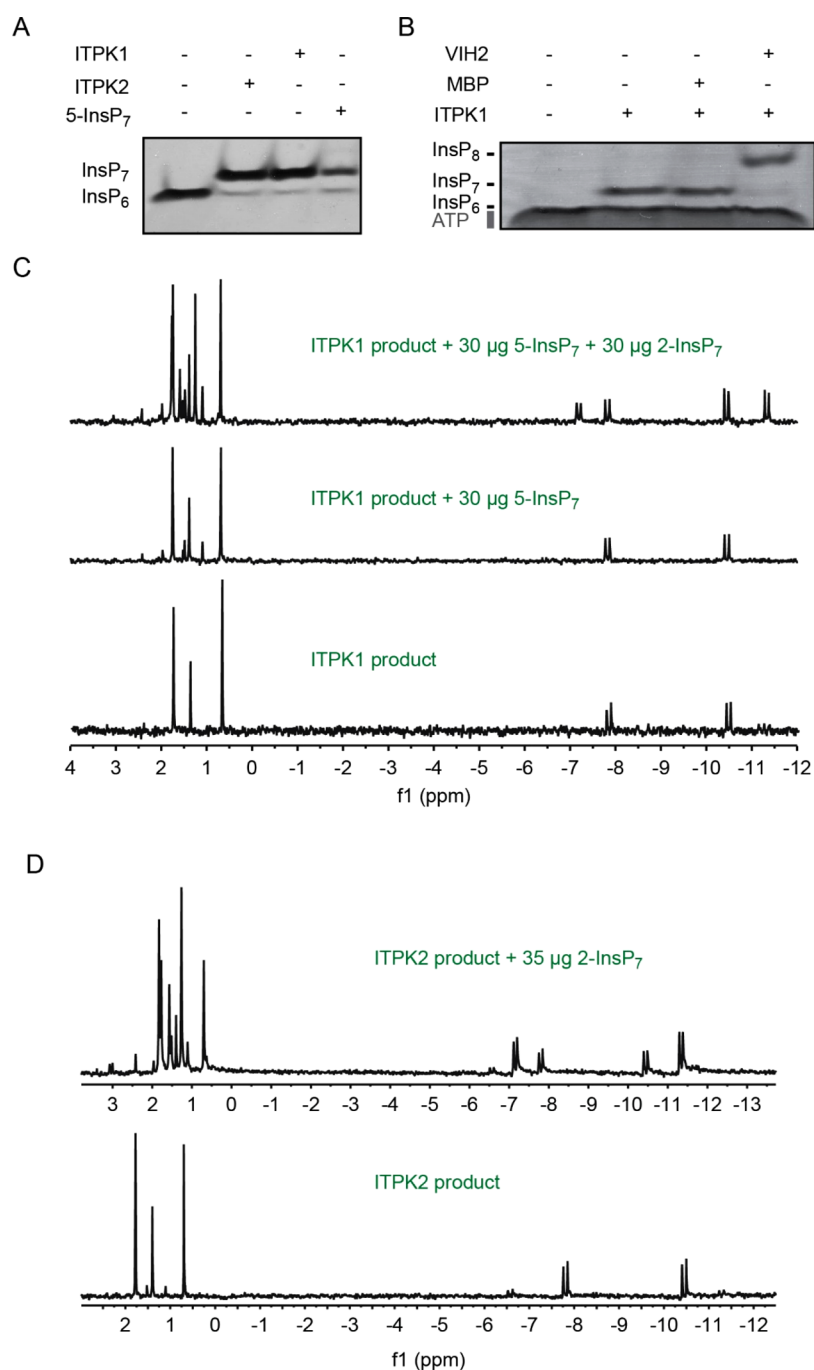 A
ITPK1 - - + -
ITPK2 - + - -
5-InsP₇ - - - +
InsP₇
InsP₆
B
VIH2 - - - +
MBP - - + -
ITPK1 - + + +
InsP₈
InsP₇
InsP₆
ATP
C
ITPK1 product + 30 µg 5-InsP₇ + 30 µg 2-InsP₇
ITPK1 product + 30 µg 5-InsP₇
ITPK1 product
4 3 2 1 0 -1 -2 -3 -4 -5 -6 -7 -8 -9 -10 -11 -12
f1 (ppm)
D
ITPK2 product + 35 µg 2-InsP₇
3 2 1 0 -1 -2 -3 -4 -5 -6 -7 -8 -9 -10 -11 -12 -13
ITPK2 product
2 1 0 -1 -2 -3 -4 -5 -6 -7 -8 -9 -10 -11 -12
f1 (ppm)